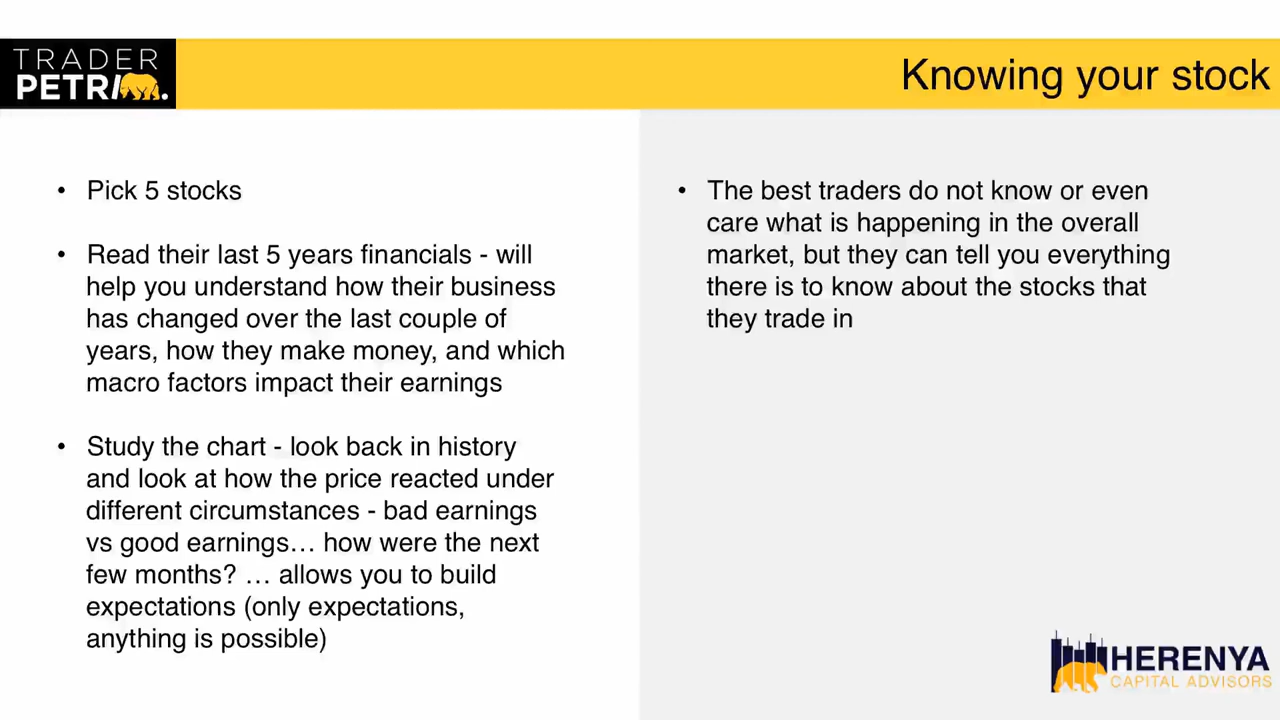 TRADER
PETRI.
Knowing your stock
• Pick 5 stocks
• Read their last 5 years financials - will
help you understand how their business
has changed over the last couple of
years, how they make money, and which
macro factors impact their earnings
• Study the chart - look back in history
and look at how the price reacted under
different circumstances - bad earnings
vs good earnings… how were the next
few months? … allows you to build
expectations (only expectations,
anything is possible)
• The best traders do not know or even
care what is happening in the overall
market, but they can tell you everything
there is to know about the stocks that
they trade in
HERENYA
CAPITAL ADVISORS